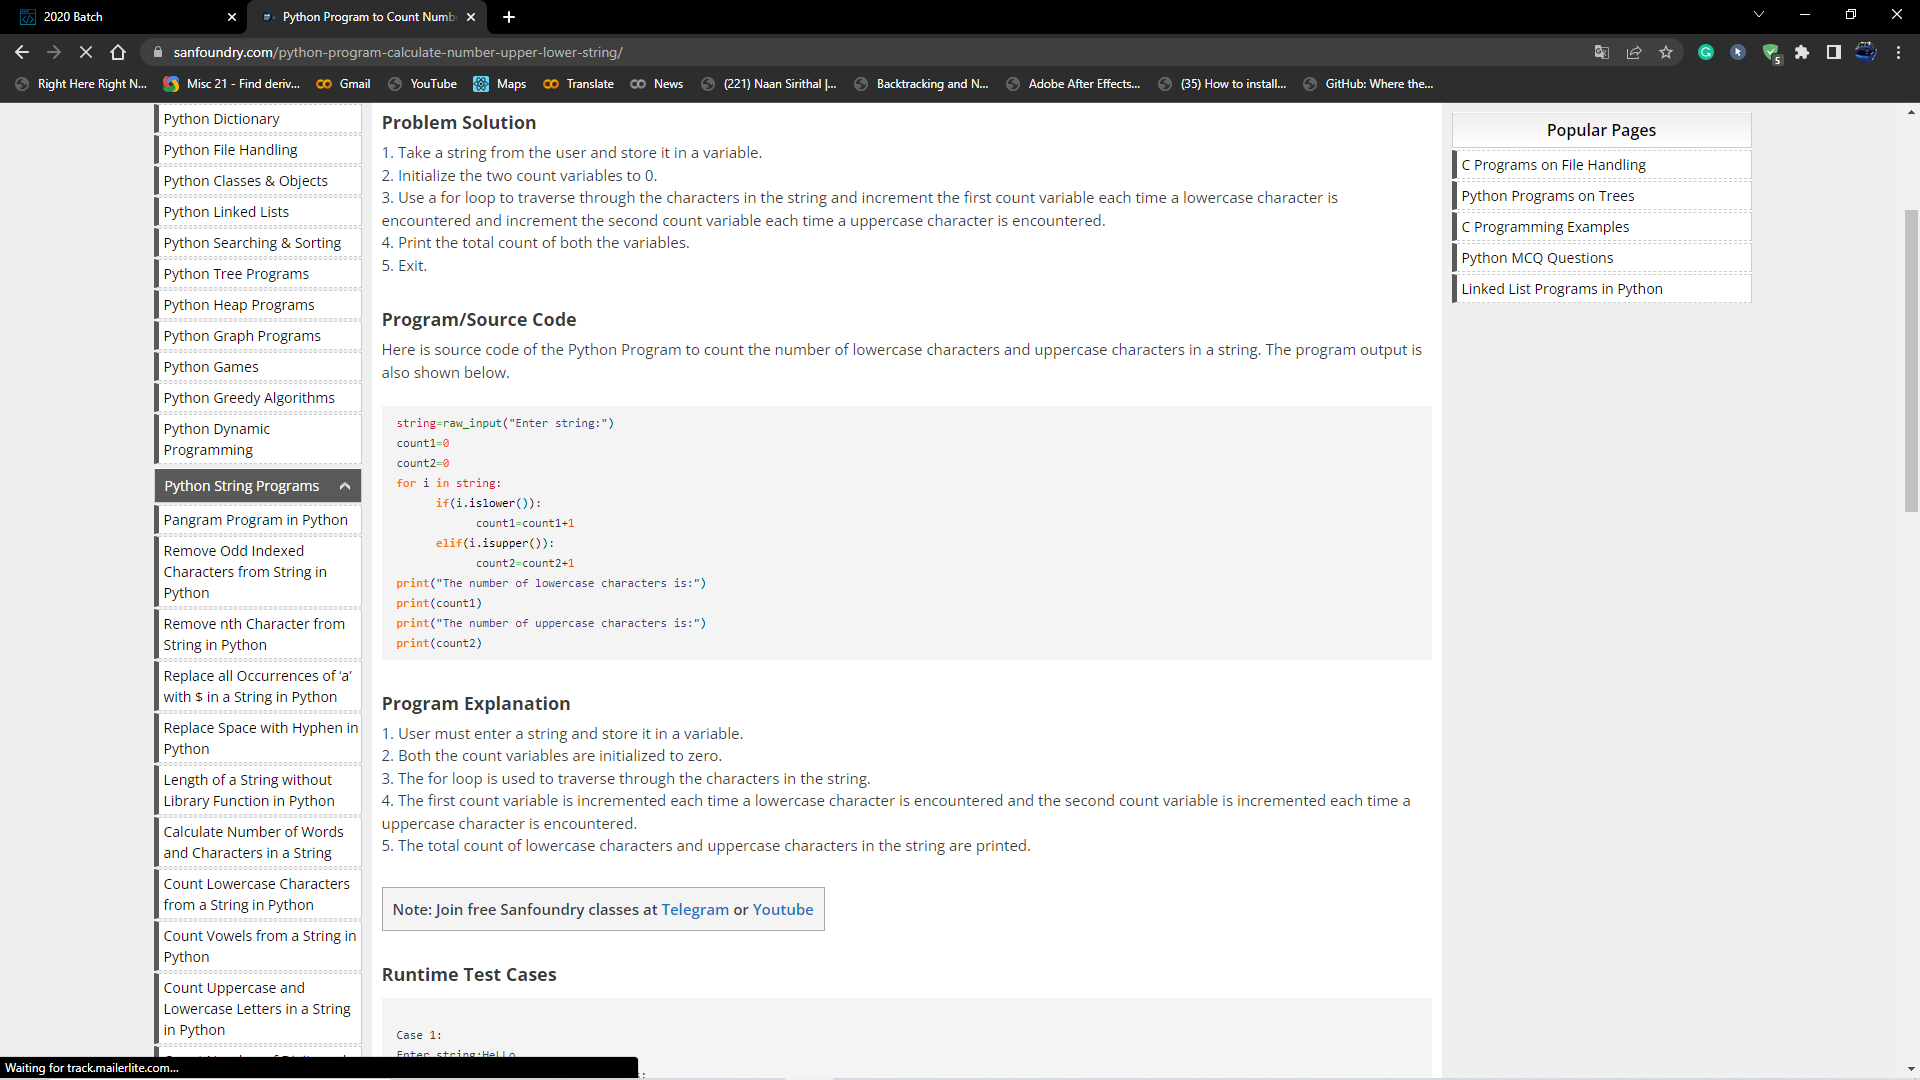 2020 Batch
Python Program to Count Numb
sanfoundry.com/python-program-calculate-number-upper-lower-string/
5
Right Here Right N...
Misc 21 - Find deriv...
Gmail
YouTube
Maps
Translate
News
(221) Naan Sirithal |...
Backtracking and N...
Adobe After Effects...
(35) How to install...
GitHub: Where the...
Python Dictionary
Python File Handling
Python Classes & Objects
Python Linked Lists
Python Searching & Sorting
Python Tree Programs
Python Heap Programs
Python Graph Programs
Python Games
Python Greedy Algorithms
Python Dynamic
Programming
Python String Programs
Pangram Program in Python
Remove Odd Indexed
Characters from String in
Python
Remove nth Character from
String in Python
Replace all Occurrences of ‘a’
with $ in a String in Python
Replace Space with Hyphen in
Python
Length of a String without
Library Function in Python
Calculate Number of Words
and Characters in a String
Count Lowercase Characters
from a String in Python
Count Vowels from a String in
Python
Count Uppercase and
Lowercase Letters in a String
in Python
Problem Solution
1. Take a string from the user and store it in a variable.
2. Initialize the two count variables to 0.
3. Use a for loop to traverse through the characters in the string and increment the first count variable each time a lowercase character is
encountered and increment the second count variable each time a uppercase character is encountered.
4. Print the total count of both the variables.
5. Exit.
Program/Source Code
Here is source code of the Python Program to count the number of lowercase characters and uppercase characters in a string. The program output is
also shown below.
string=raw_input("Enter string:")
count1=0
count2=0
for i in string:
      if(i.islower()):
            count1=count1+1
      elif(i.isupper()):
            count2=count2+1
print("The number of lowercase characters is:")
print(count1)
print("The number of uppercase characters is:")
print(count2)
Program Explanation
1. User must enter a string and store it in a variable.
2. Both the count variables are initialized to zero.
3. The for loop is used to traverse through the characters in the string.
4. The first count variable is incremented each time a lowercase character is encountered and the second count variable is incremented each time a
uppercase character is encountered.
5. The total count of lowercase characters and uppercase characters in the string are printed.
Note: Join free Sanfoundry classes at Telegram or Youtube
Runtime Test Cases
Case 1:
Enter string:HeLLo
Popular Pages
C Programs on File Handling
Python Programs on Trees
C Programming Examples
Python MCQ Questions
Linked List Programs in Python
Waiting for track.mailerlite.com...